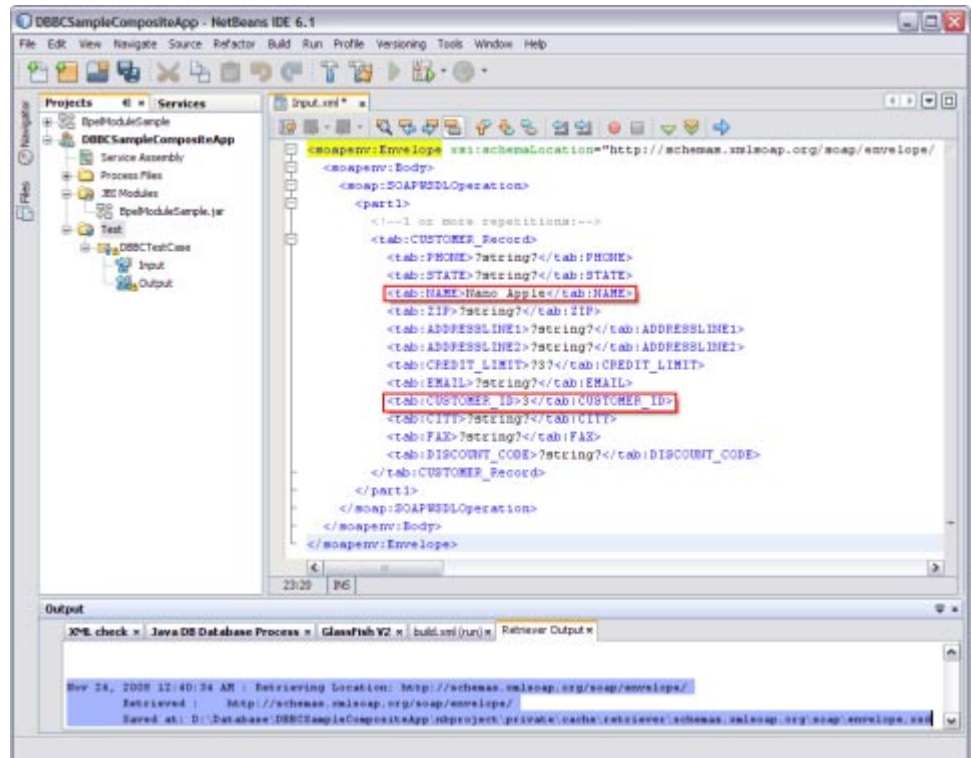 DBBCSampleCompositeApp - NetBeans IDE 6.1
File Edit View Navigate Source Refactor Build Run Profile Versioning Tools Window Help
Projects Services
Input.xml *
Navigator
Files
BpelModuleSample
DBBCSampleCompositeApp
Service Assembly
Process Files
JBI Modules
BpelModuleSample.jar
Test
DBBCTestCase
Input
Output
<soapenv:Envelope xsi:schemaLocation="http://schemas.xmlsoap.org/soap/envelope/
<soapenv:Body>
<soap:SOAPWSDLOperation>
<part1>
<!--1 or more repetitions:-->
<tab:CUSTOMER_Record>
<tab:PHONE>?string?</tab:PHONE>
<tab:STATE>?string?</tab:STATE>
<tab:NAME>Nano Apple</tab:NAME>
<tab:ZIP>?string?</tab:ZIP>
<tab:ADDRESSLINE1>?string?</tab:ADDRESSLINE1>
<tab:ADDRESSLINE2>?string?</tab:ADDRESSLINE2>
<tab:CREDIT_LIMIT>?3?</tab:CREDIT_LIMIT>
<tab:EMAIL>?string?</tab:EMAIL>
<tab:CUSTOMER_ID>3</tab:CUSTOMER_ID>
<tab:CITY>?string?</tab:CITY>
<tab:FAX>?string?</tab:FAX>
<tab:DISCOUNT_CODE>?string?</tab:DISCOUNT_CODE>
</tab:CUSTOMER_Record>
</part1>
</soap:SOAPWSDLOperation>
</soapenv:Body>
</soapenv:Envelope>
23:20 INS
Output
XML check Java DB Database Process GlassFish V2 build.xml (run) Retriever Output
Nov 24, 2008 12:40:34 AM : Retrieving Location: http://schemas.xmlsoap.org/soap/envelope/
Retrieved : http://schemas.xmlsoap.org/soap/envelope/
Saved at: D:\Database\DBBCSampleCompositeApp\nbproject\private\cache\retriever\schemas.xmlsoap.org\soap\envelope.xsd